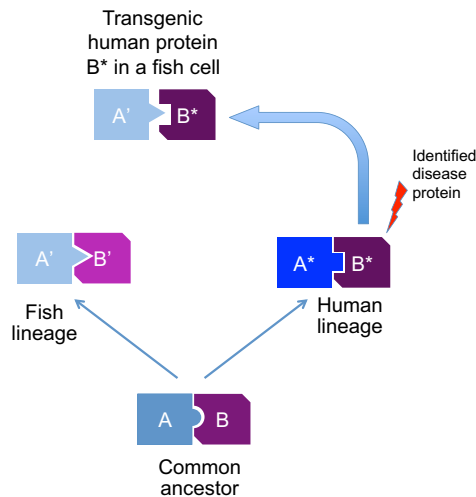 Transgenic
human protein
B* in a fish cell
A’ B*
Identified
disease
protein
A’ B’
A* B*
Fish
lineage
Human
lineage
A B
Common
ancestor